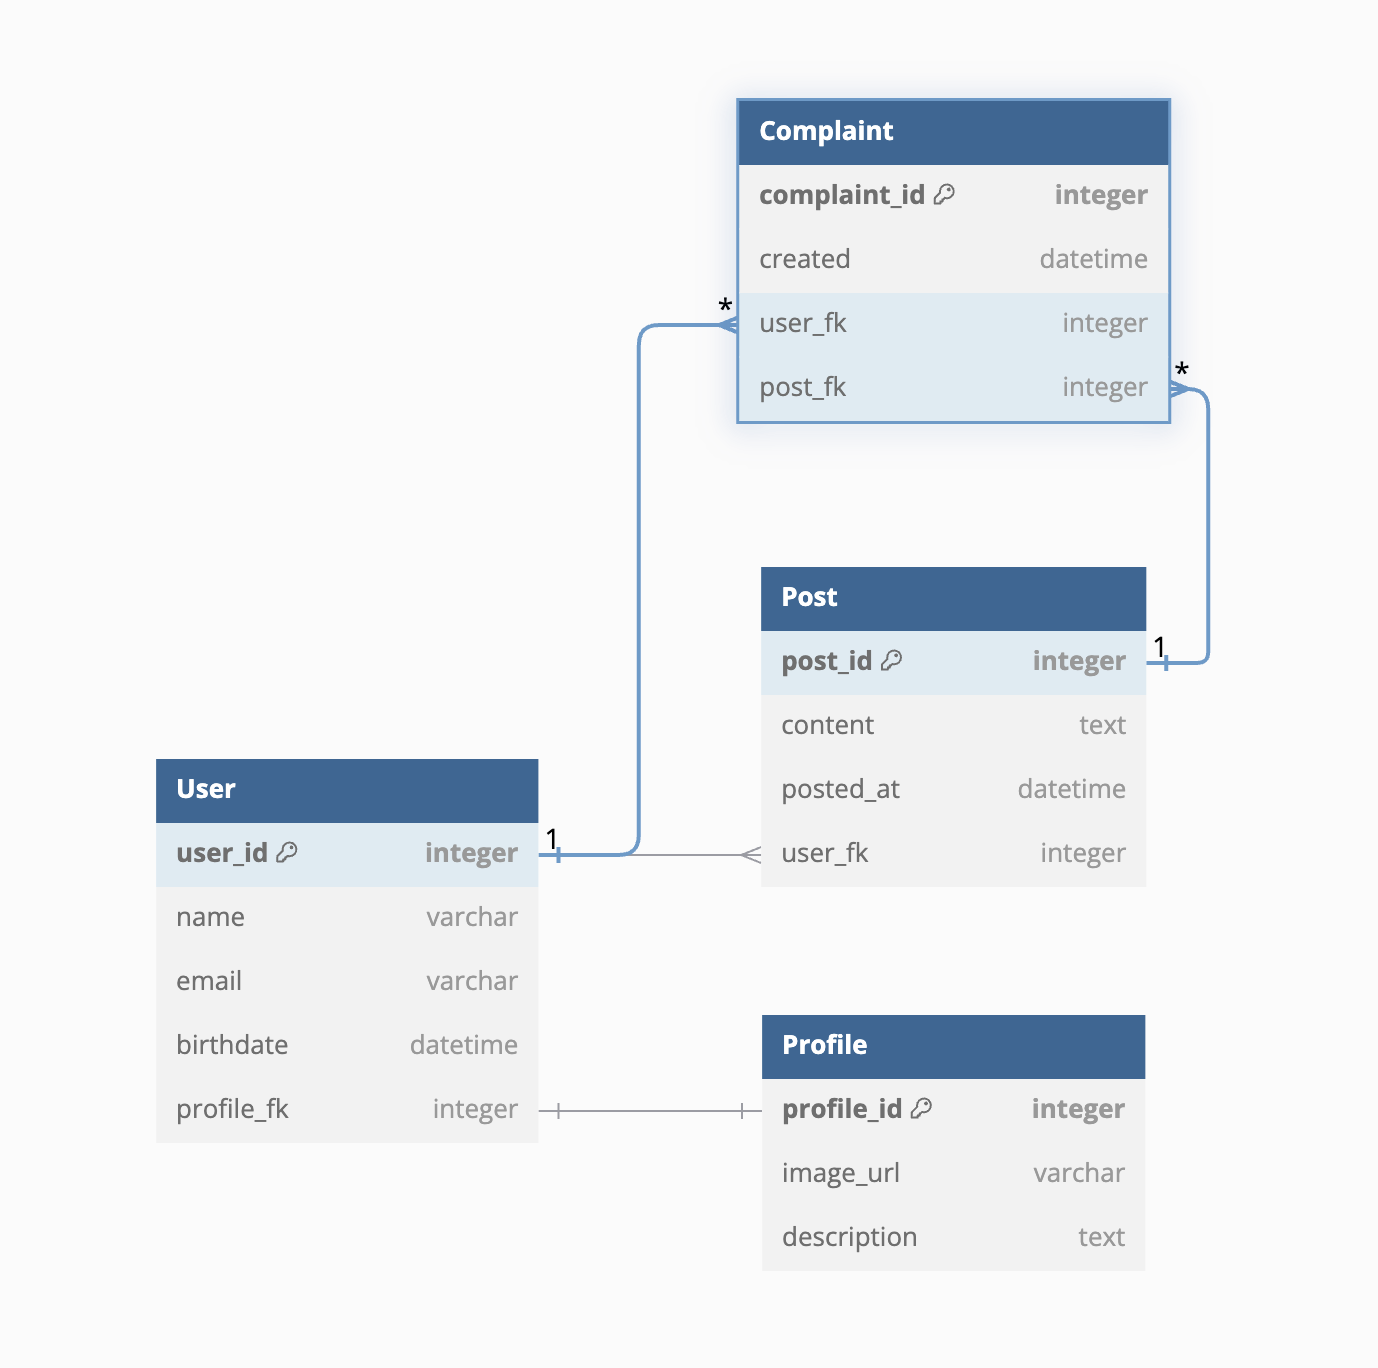 Complaint
complaint_id integer
created datetime
* user_fk integer
post_fk integer *
Post
post_id integer 1
content text
posted_at datetime
user_fk integer
User
user_id integer 1
name varchar
email varchar
birthdate datetime
profile_fk integer
Profile
profile_id integer
image_url varchar
description text